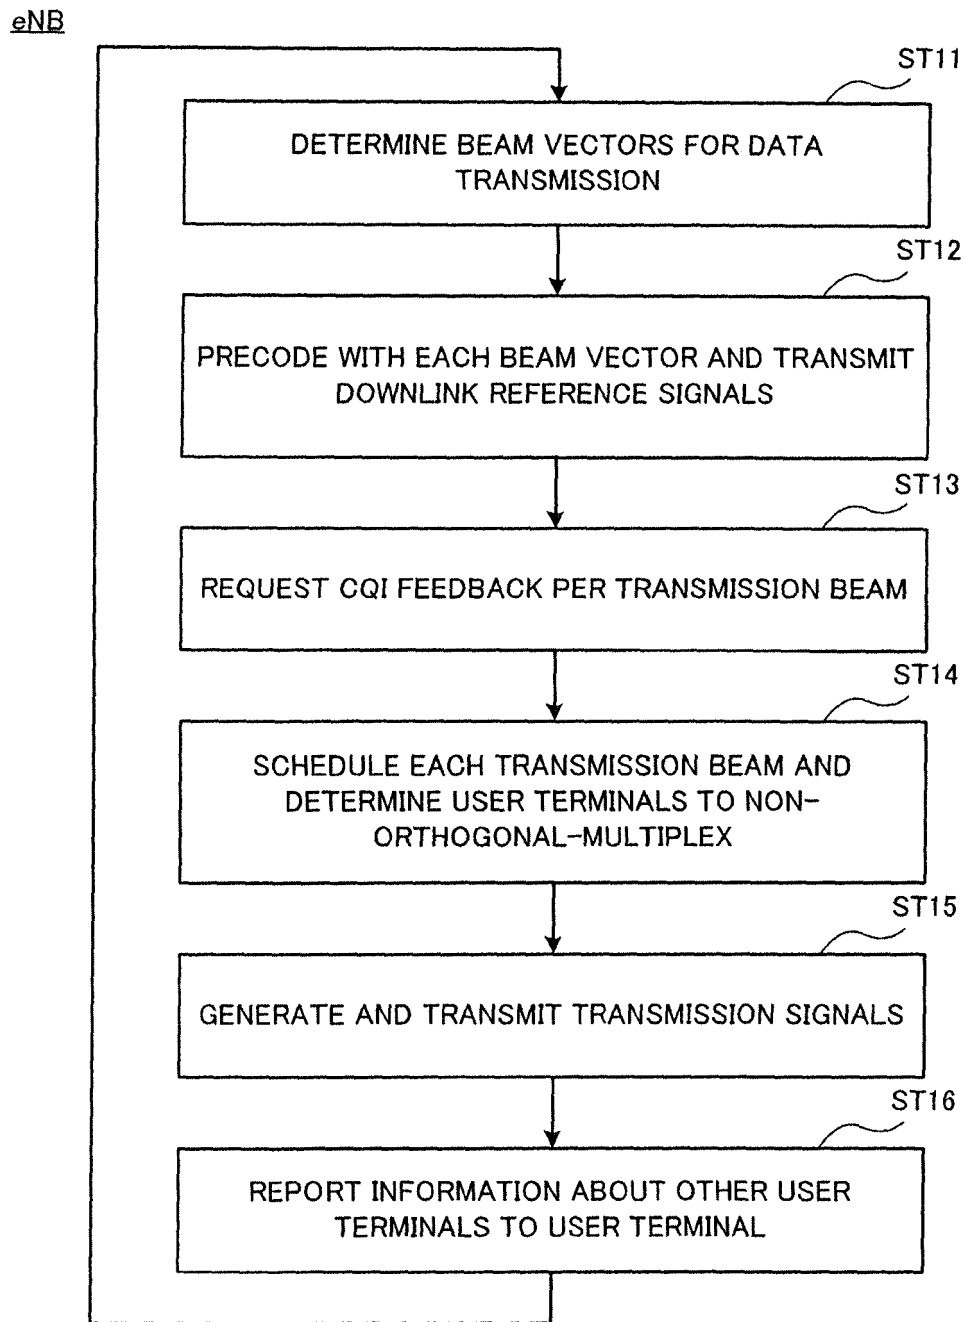 eNB
ST11
DETERMINE BEAM VECTORS FOR DATA
TRANSMISSION
ST12
PRECODE WITH EACH BEAM VECTOR AND TRANSMIT
DOWNLINK REFERENCE SIGNALS
ST13
REQUEST CQI FEEDBACK PER TRANSMISSION BEAM
ST14
SCHEDULE EACH TRANSMISSION BEAM AND
DETERMINE USER TERMINALS TO NON-
ORTHOGONAL-MULTIPLEX
ST15
GENERATE AND TRANSMIT TRANSMISSION SIGNALS
ST16
REPORT INFORMATION ABOUT OTHER USER
TERMINALS TO USER TERMINAL